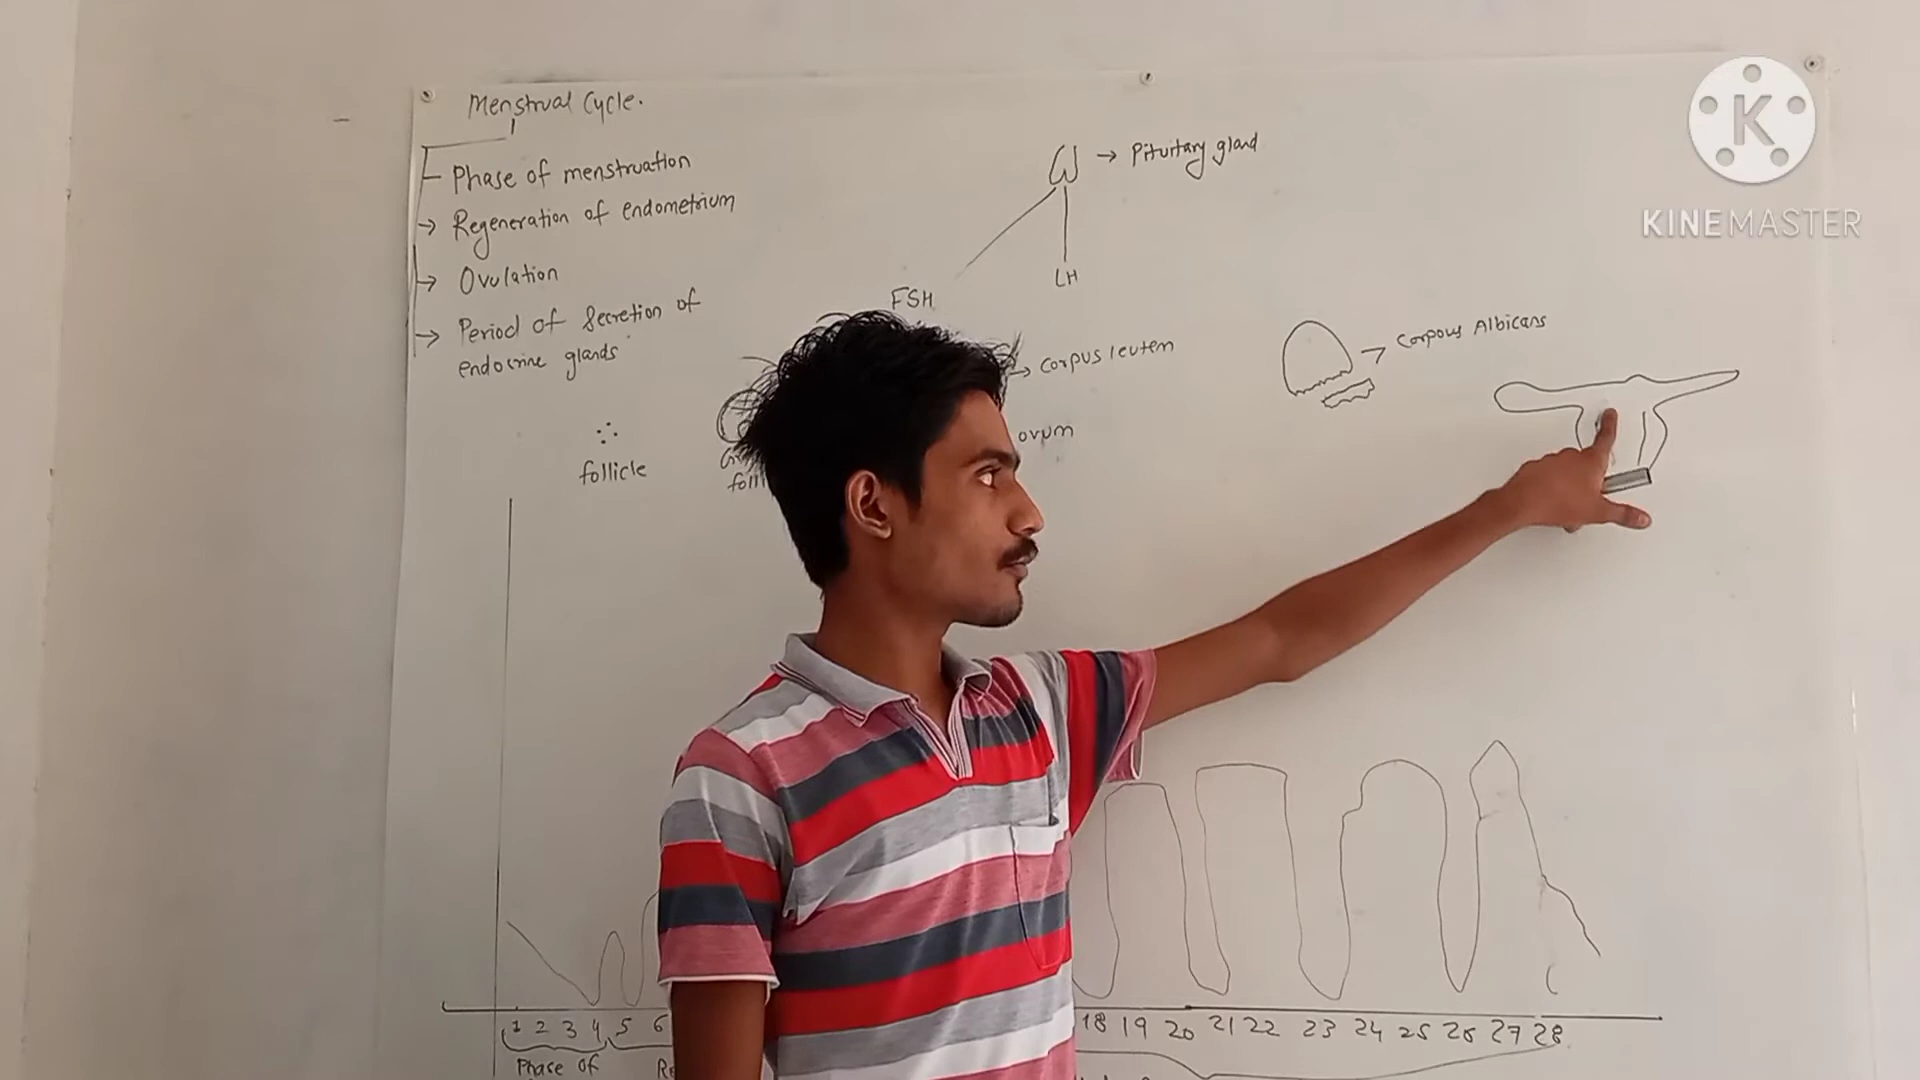 Menstrual Cycle.
Phase of menstruation
→ Regeneration of endometrium
→ Ovulation
→ Period of Secretion of
endocrine glands
→ Pituitary gland
FSH
LH
→ corpus leutem
ovum
→ corpous Albicans
follicle
foll
1 2 3 4 5 6
18 19 20 21 22 23 24 25 26 27 28
Phase of
Re
K
KINEMASTER